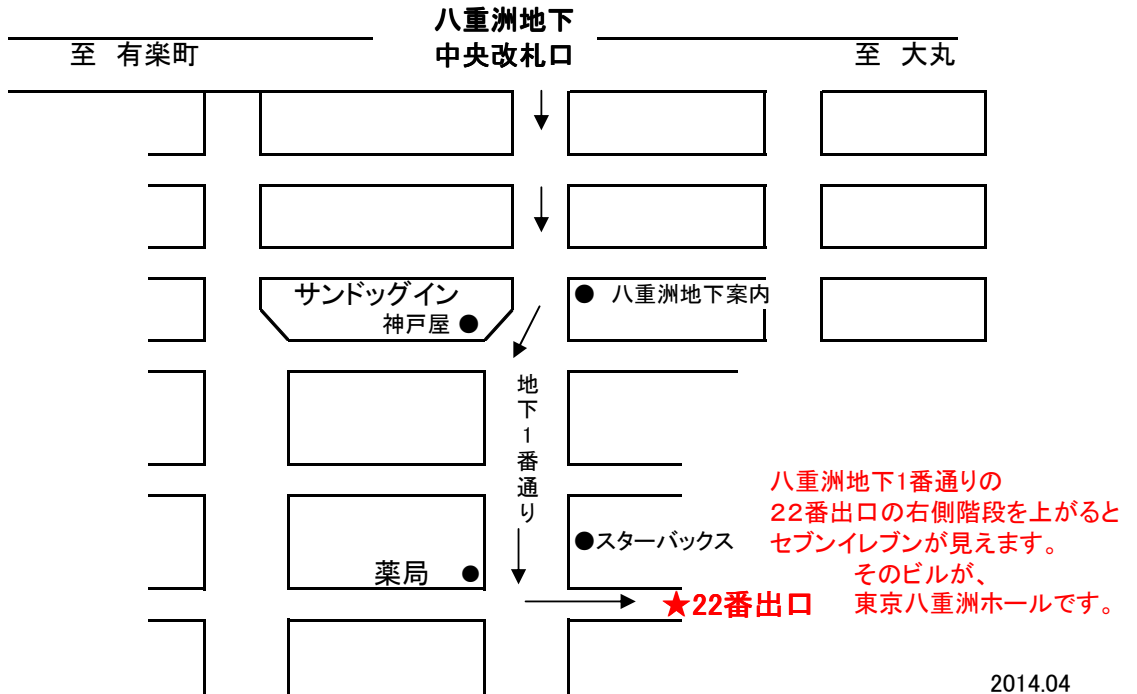 八重洲地下
中央改札口
至 有楽町
至 大丸
サンドッグイン
神戸屋 ●
● 八重洲地下案内
地下1番通り
八重洲地下1番通りの
22番出口の右側階段を上がると
セブンイレブンが見えます。
そのビルが、
東京八重洲ホールです。
●スターバックス
薬局 ●
★22番出口
2014.04